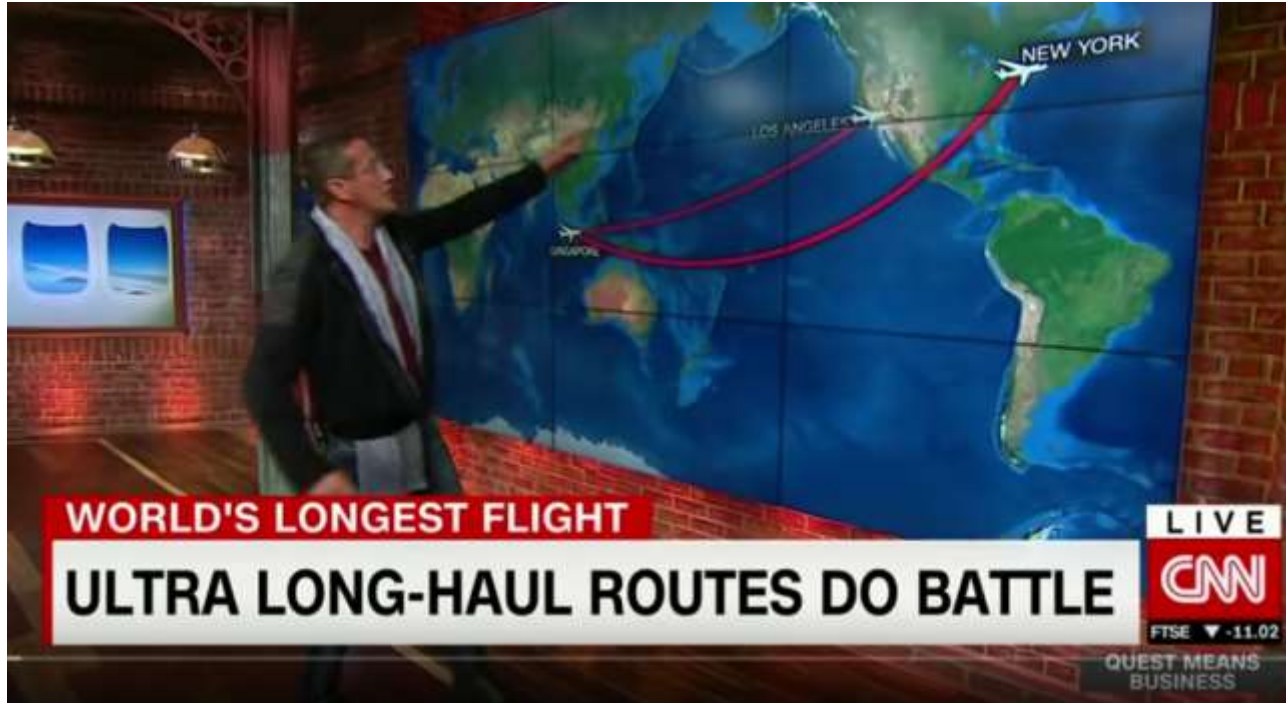 NEW YORK
LOS ANGELES
SINGAPORE
WORLD'S LONGEST FLIGHT
ULTRA LONG-HAUL ROUTES DO BATTLE
LIVE
CNN
FTSE ▼ -11.02
QUEST MEANS
BUSINESS